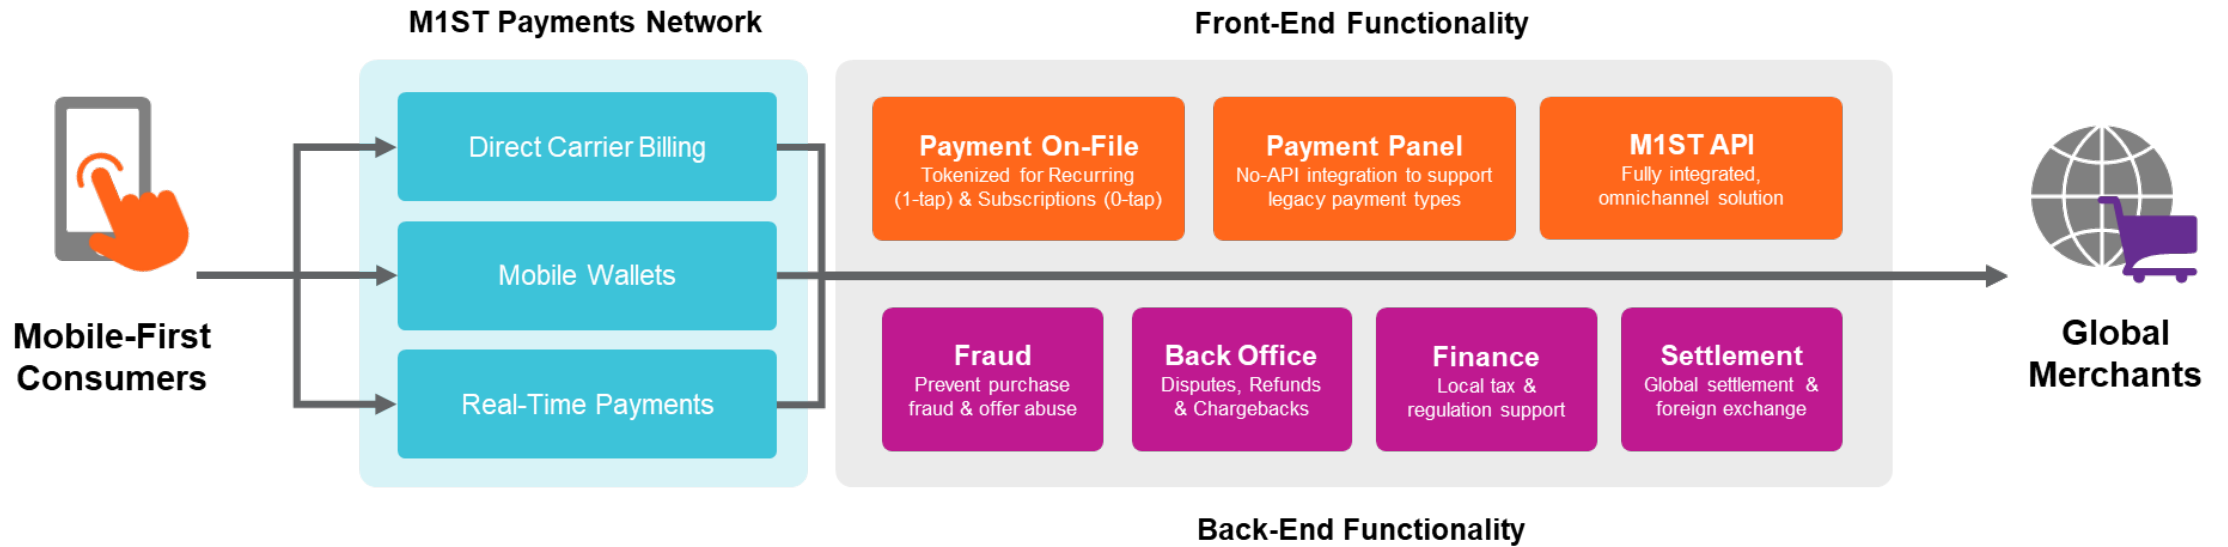 M1ST Payments Network
Front-End Functionality
Direct Carrier Billing
Mobile Wallets
Real-Time Payments
Payment On-File
Tokenized for Recurring
(1-tap) & Subscriptions (0-tap)
Payment Panel
No-API integration to support
legacy payment types
M1ST API
Fully integrated,
omnichannel solution
Mobile-First
Consumers
Fraud
Prevent purchase
fraud & offer abuse
Back Office
Disputes, Refunds
& Chargebacks
Finance
Local tax &
regulation support
Settlement
Global settlement &
foreign exchange
Global
Merchants
Back-End Functionality